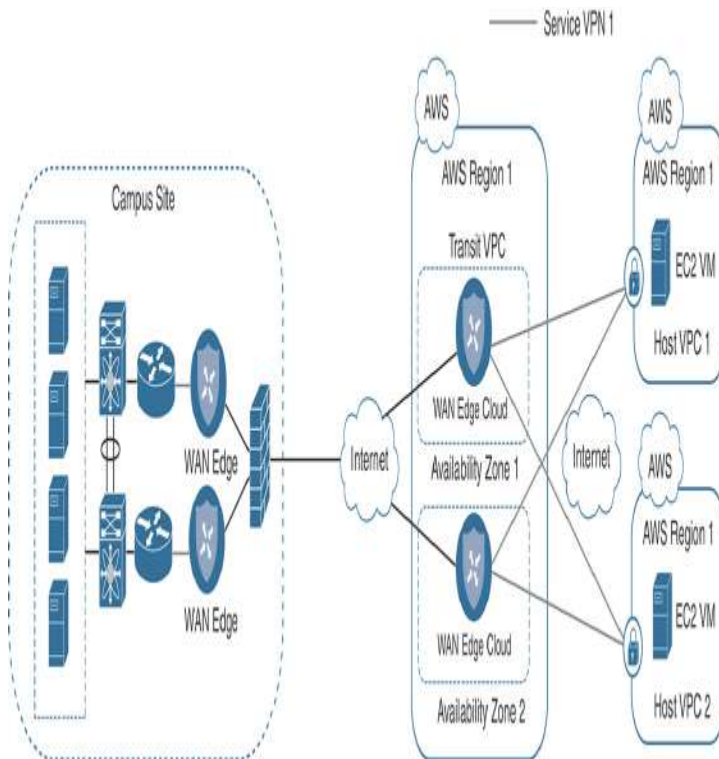 Service VPN 1
AWS
AWS
AWS Region 1
AWS Region 1
Campus Site
Transit VPC
EC2 VM
Host VPC 1
WAN Edge Cloud
WAN Edge
Internet
Availability Zone 1
Internet
AWS
AWS Region 1
WAN Edge
WAN Edge Cloud
EC2 VM
Availability Zone 2
Host VPC 2